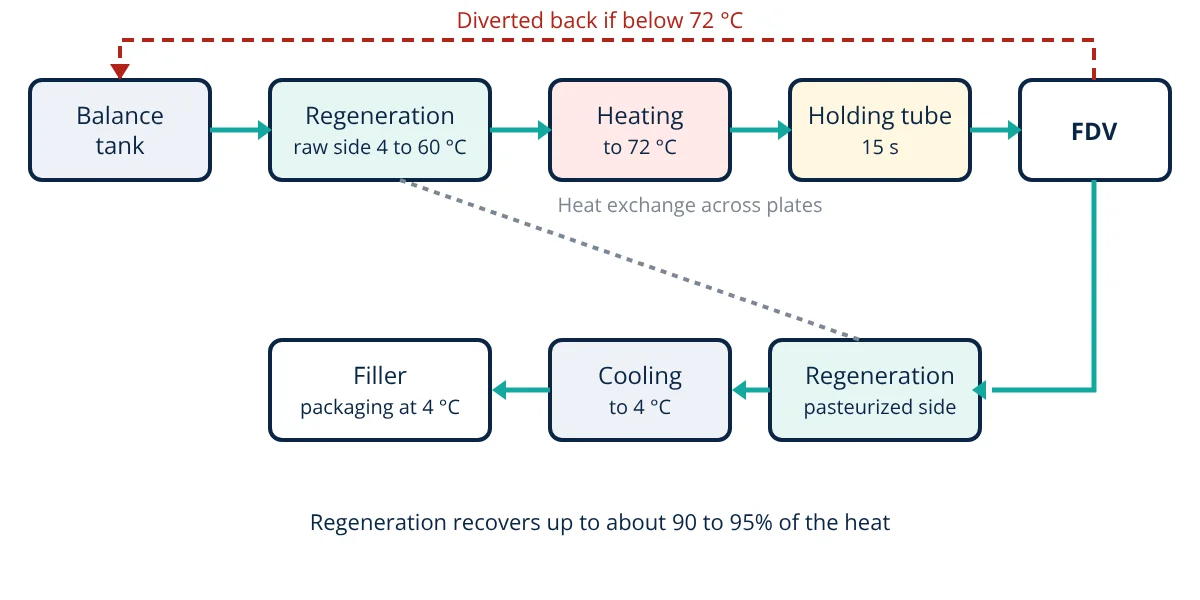 Diverted back if below 72 °C
Balance
tank
Regeneration
raw side 4 to 60 °C
Heating
to 72 °C
Holding tube
15 s
FDV
Heat exchange across plates
Filler
packaging at 4 °C
Cooling
to 4 °C
Regeneration
pasteurized side
Regeneration recovers up to about 90 to 95% of the heat